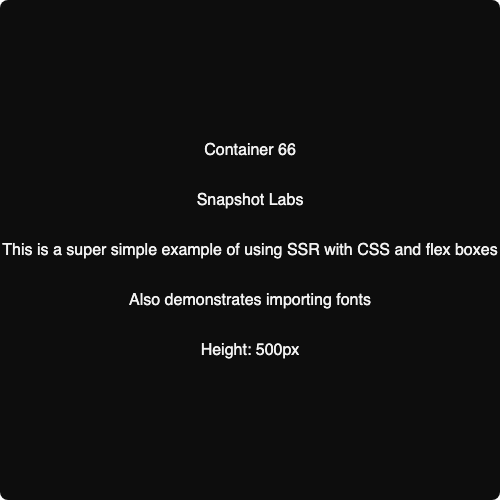 Container 66
Snapshot Labs
This is a super simple example of using SSR with CSS and flex boxes
Also demonstrates importing fonts
Height: 500px